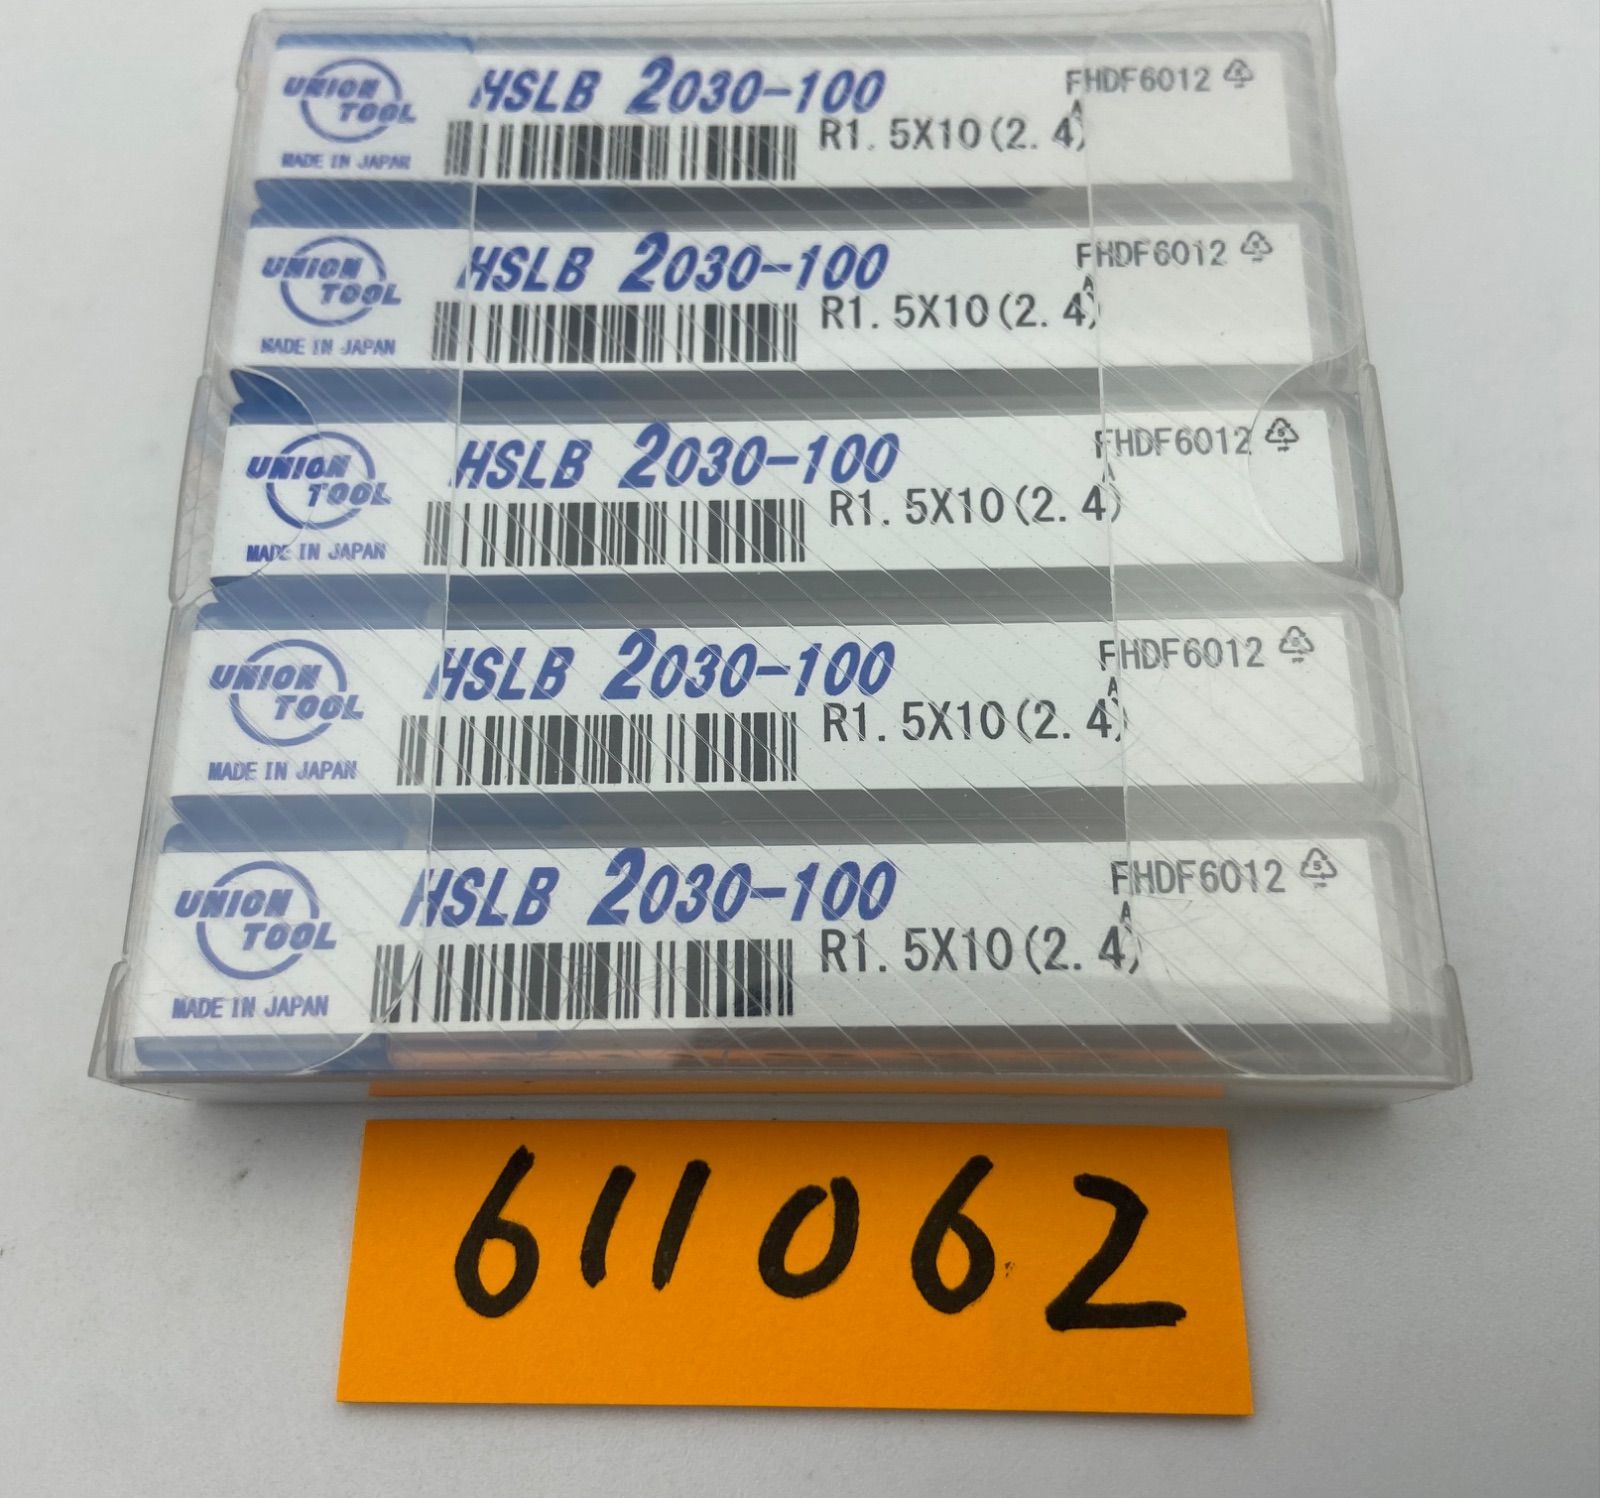 UNION TOOL
HSLB 2030-100
FHDF6012
A
R1.5X10(2.4)
MADE IN JAPAN
UNION TOOL
HSLB 2030-100
FHDF6012
A
R1.5X10(2.4)
MADE IN JAPAN
UNION TOOL
HSLB 2030-100
FHDF6012
A
R1.5X10(2.4)
MADE IN JAPAN
UNION TOOL
HSLB 2030-100
FHDF6012
A
R1.5X10(2.4)
MADE IN JAPAN
UNION TOOL
HSLB 2030-100
FHDF6012
A
R1.5X10(2.4)
MADE IN JAPAN
611062